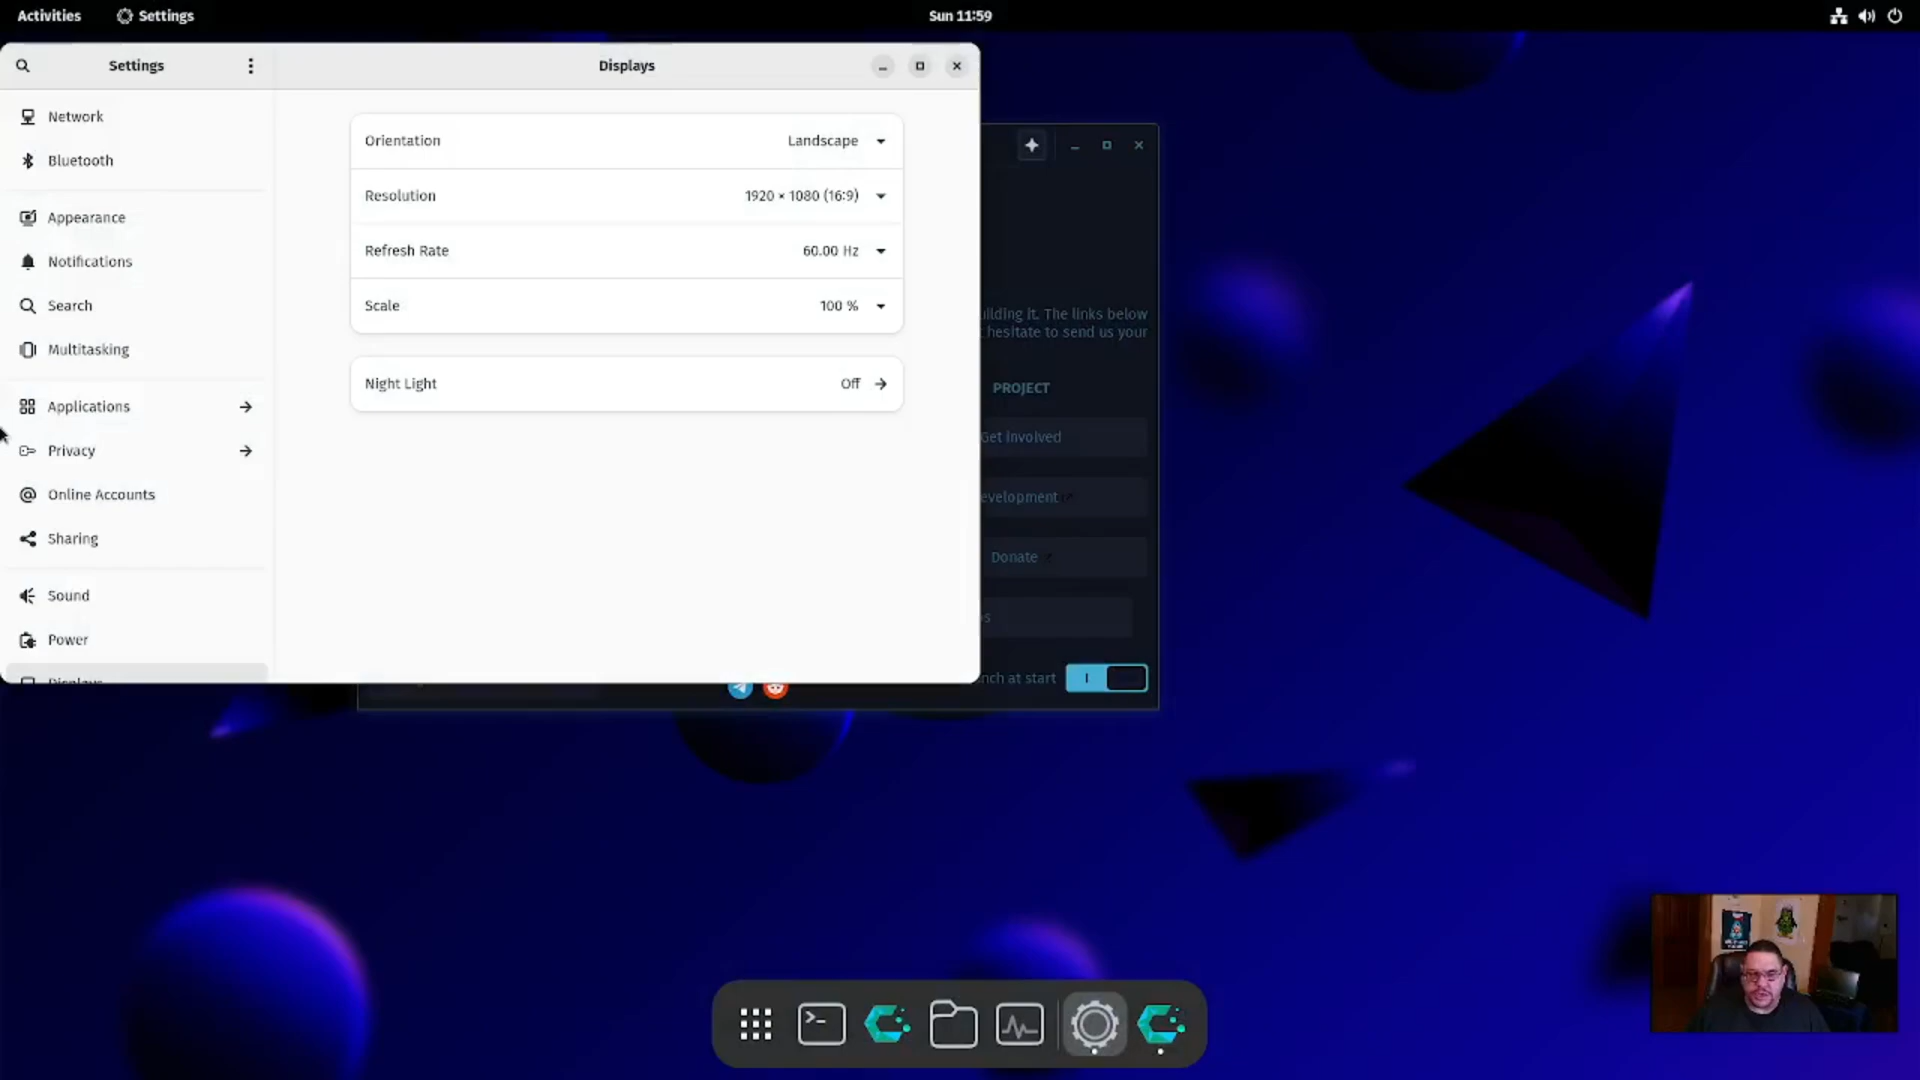 Activities
Settings
Sun 11:59
Settings
Displays
Network
Bluetooth
Appearance
Notifications
Search
Multitasking
Applications
Privacy
Online Accounts
Sharing
Sound
Power
Displays
Orientation
Landscape
Resolution
1920 × 1080 (16:9)
Refresh Rate
60.00 Hz
Scale
100 %
Night Light
Off
uilding it. The links below
hesitate to send us your
PROJECT
Get involved
evelopment
Donate
nch at start